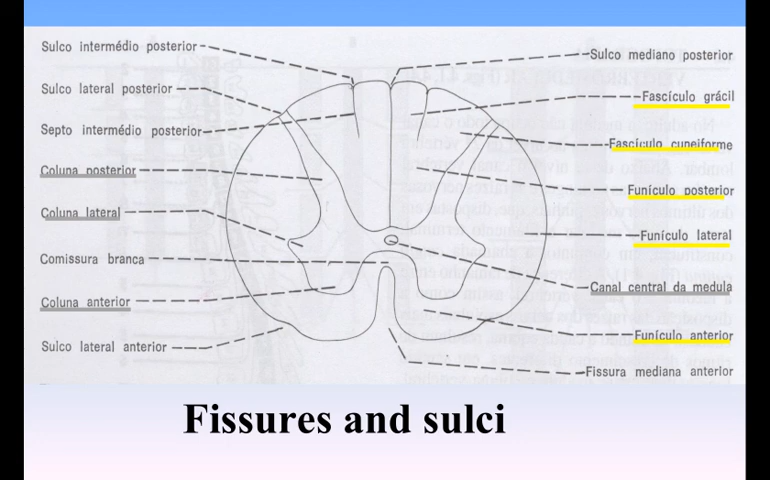 Sulco intermédio posterior
Sulco lateral posterior
Septo intermédio posterior
Coluna posterior
Coluna lateral
Comissura branca
Coluna anterior
Sulco lateral anterior
Sulco mediano posterior
Fascículo grácil
Fascículo cuneiforme
Funículo posterior
Funículo lateral
Canal central da medula
Funículo anterior
Fissura mediana anterior
Fissures and sulci